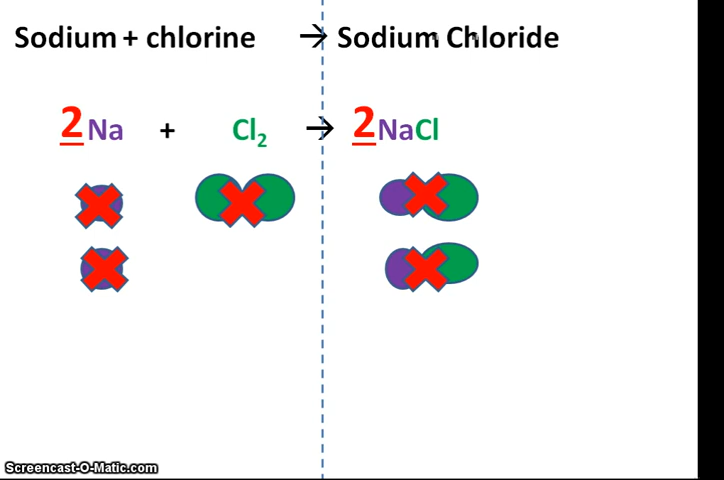 Sodium + chlorine → Sodium Chloride
2Na + Cl₂ → 2NaCl
Screencast-O-Matic.com